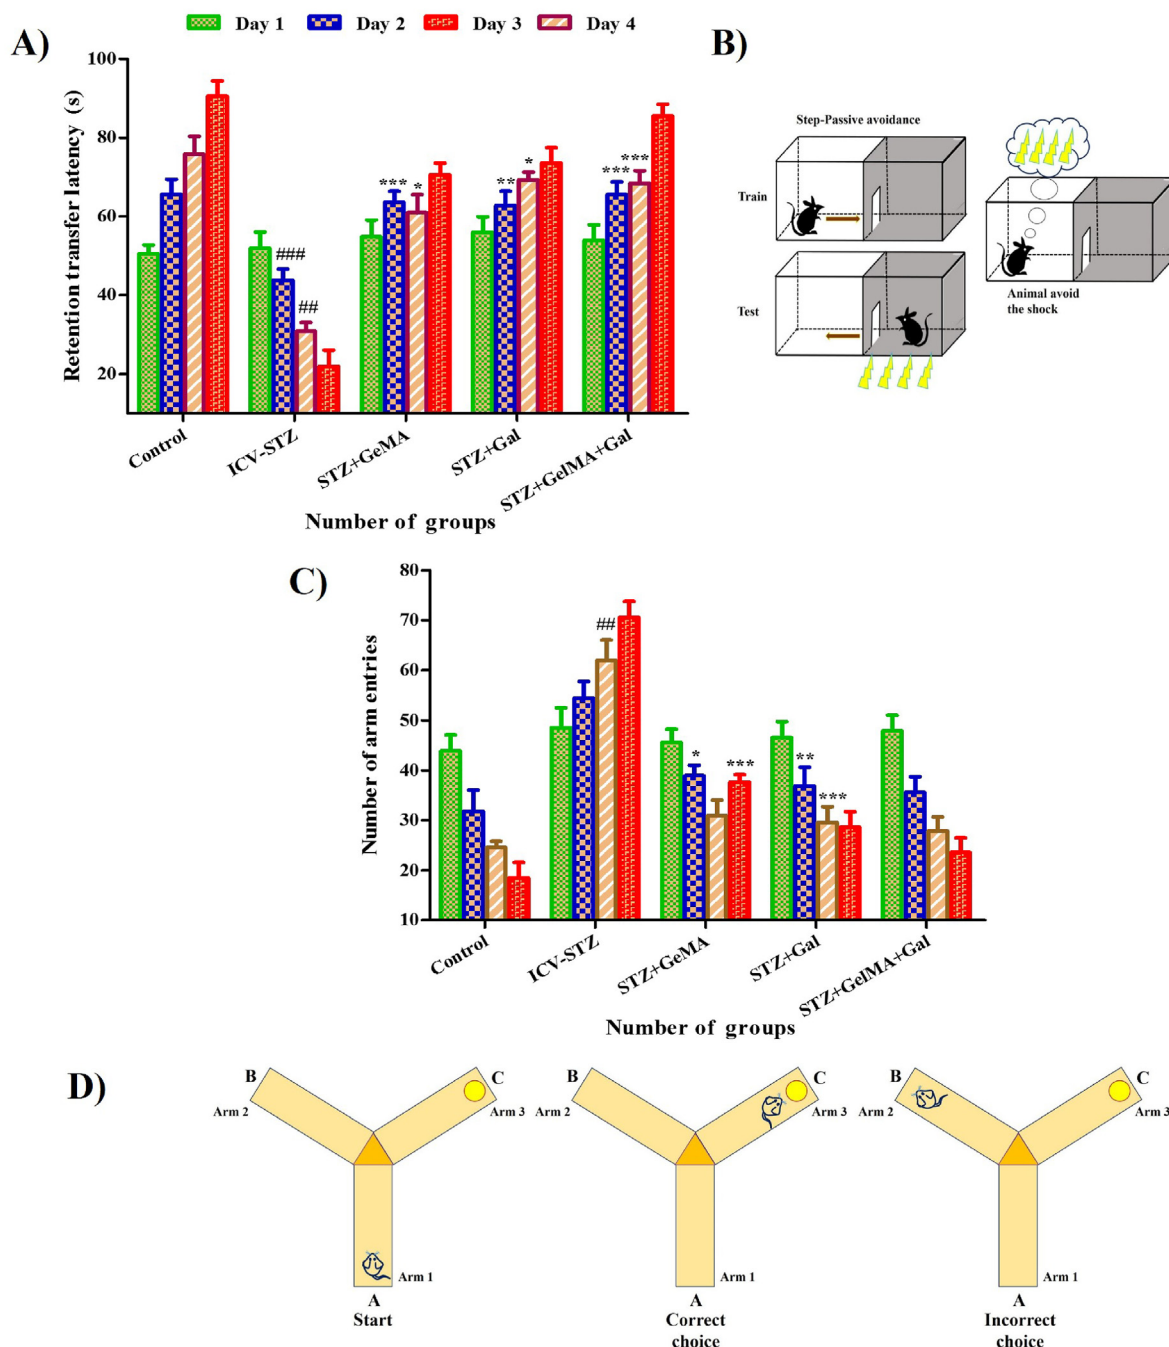 A)
Day 1 Day 2 Day 3 Day 4
Retention transfer latency (s)
100
80
60
40
20
###
##
***
*
**
*
***
***
Control
ICV-STZ
STZ+GeMA
STZ+Gal
STZ+GelMA+Gal
Number of groups
B)
Step-Passive avoidance
Train
Test
Animal avoid
the shock
C)
Number of arm entries
80
70
60
50
40
30
20
10
##
*
***
**
***
Control
ICV-STZ
STZ+GeMA
STZ+Gal
STZ+GelMA+Gal
Number of groups
D)
B
Arm 2
C
Arm 3
Arm 1
A
Start
B
Arm 2
C
Arm 3
Arm 1
A
Correct
choice
B
Arm 2
C
Arm 3
Arm 1
A
Incorrect
choice